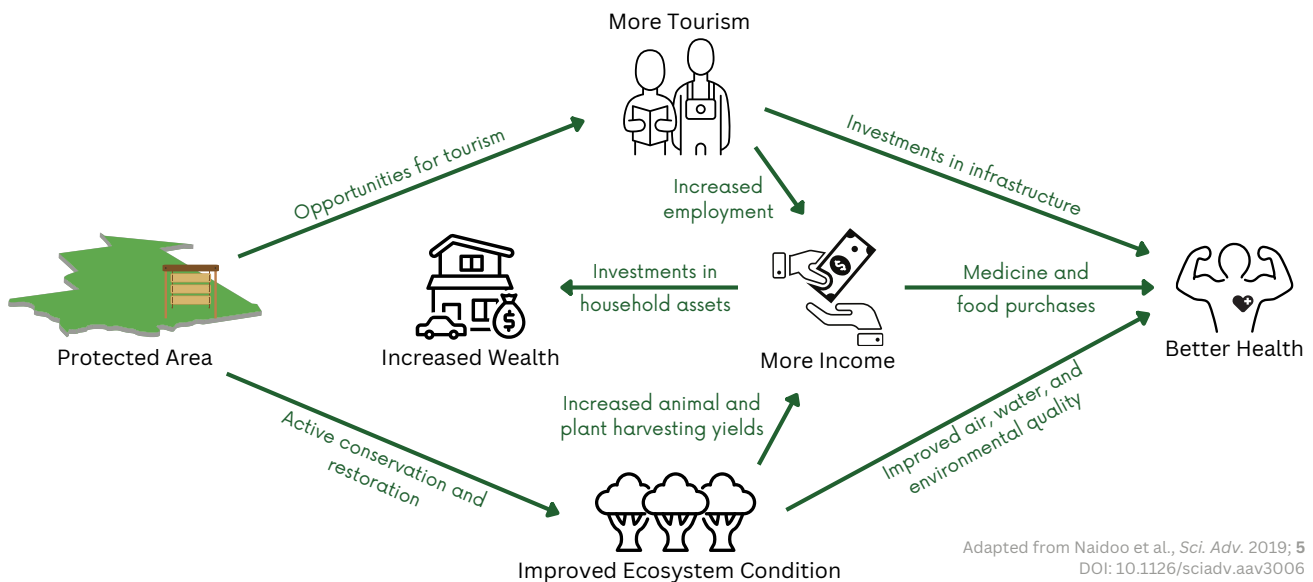 More Tourism
Opportunities for tourism
Investments in infrastructure
Increased
employment
Protected Area
$
Increased Wealth
Investments in
household assets
$
More Income
Medicine and
food purchases
Better Health
Active conservation and
restoration
Increased animal and
plant harvesting yields
Improved air, water, and
environmental quality
Improved Ecosystem Condition
Adapted from Naidoo et al., Sci. Adv. 2019; 5
DOI: 10.1126/sciadv.aav3006